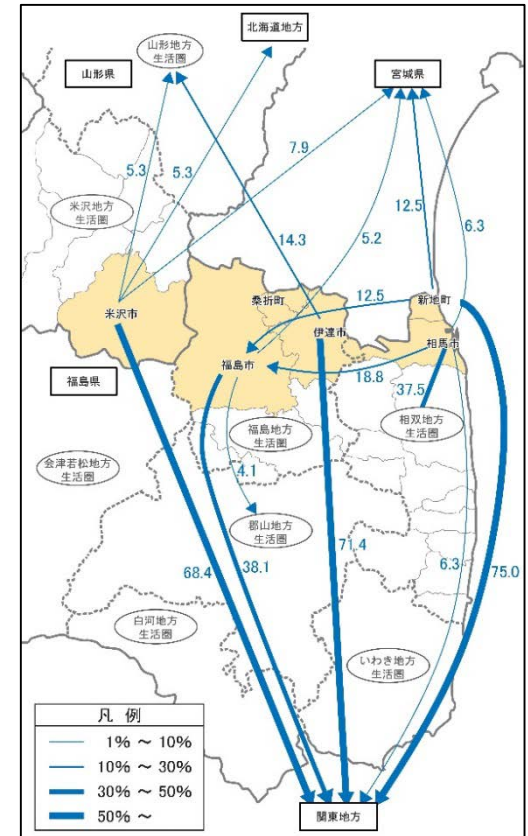 北海道地方
山形地方
生活圏
山形県
宮城県
7.9
5.3
5.3
米沢地方
生活圏
12.5
6.3
14.3
5.2
米沢市
桑折町
12.5
新地町
伊達市
相馬市
福島市
18.8
福島県
37.5
相双地方
生活圏
福島地方
生活圏
会津若松地方
生活圏
4.1
郡山地方
生活圏
71.4
6.3
75.0
68.4
38.1
白河地方
生活圏
いわき地方
生活圏
凡 例
1% ～ 10%
10% ～ 30%
30% ～ 50%
50% ～
関東地方